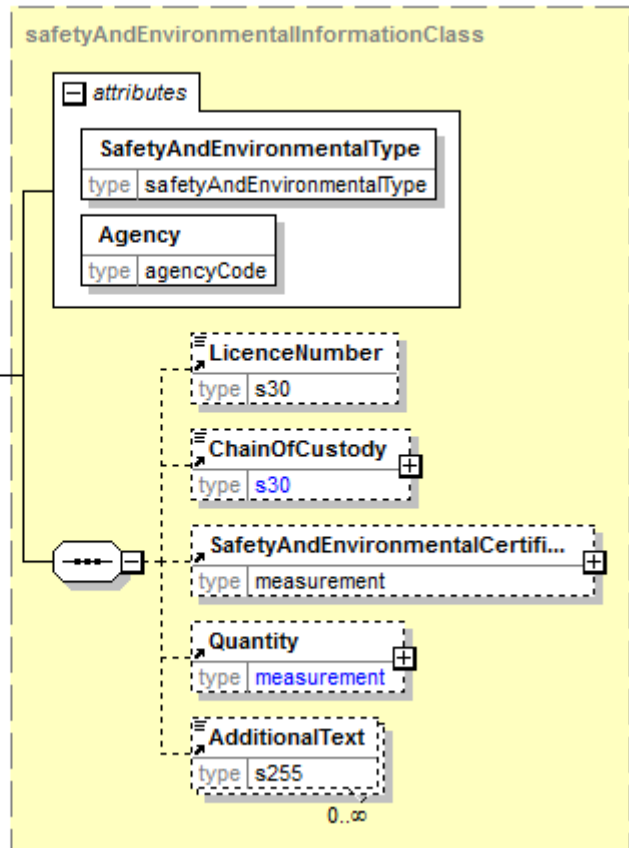 safetyAndEnvironmentalInformationClass
attributes
SafetyAndEnvironmentalType
type safetyAndEnvironmentalType
Agency
type agencyCode
LicenceNumber
type s30
ChainOfCustody
type s30
SafetyAndEnvironmentalCertifi...
type measurement
Quantity
type measurement
AdditionalText
type s255
0..∞